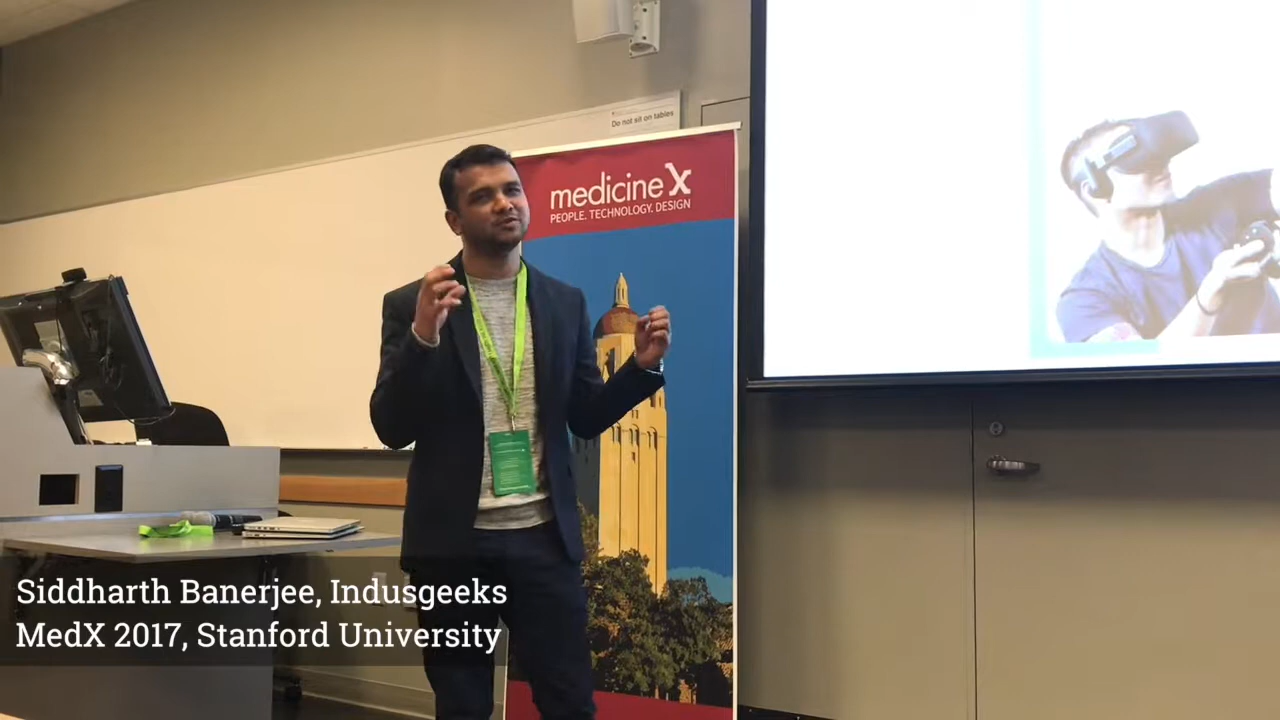 Do not sit on tables
medicine X
PEOPLE. TECHNOLOGY. DESIGN
Siddharth Banerjee, Indusgeeks
MedX 2017, Stanford University